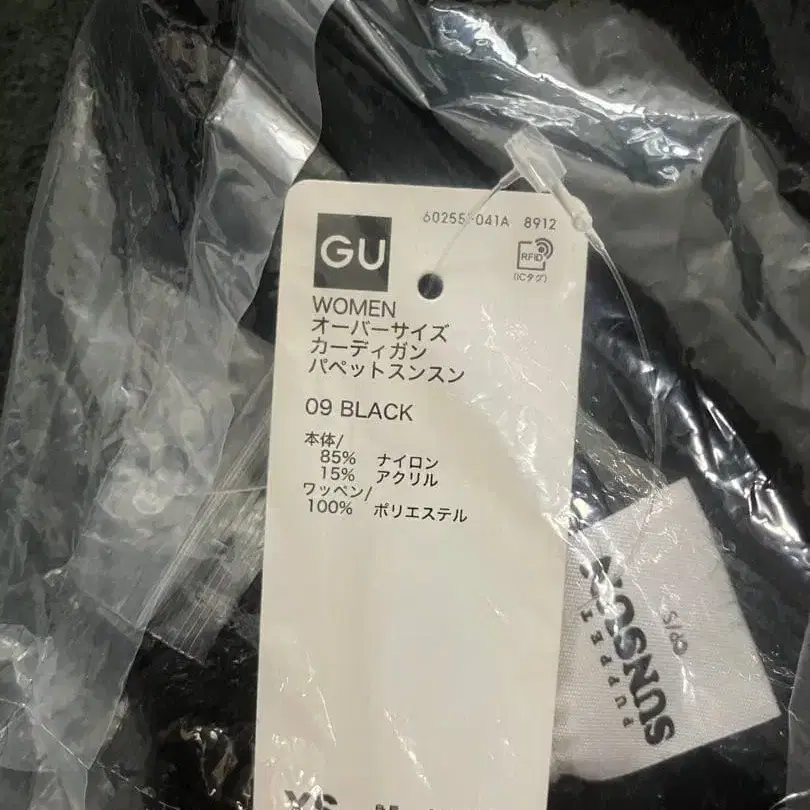 GU
8912
RFID
(ICタグ)
WOMEN
オーバーサイズ
カーディガン
パペットスンスン
09 BLACK
本体/
85% ナイロン
15% アクリル
ワッペン/
100% ポリエステル
PUPPET
SUNSUN